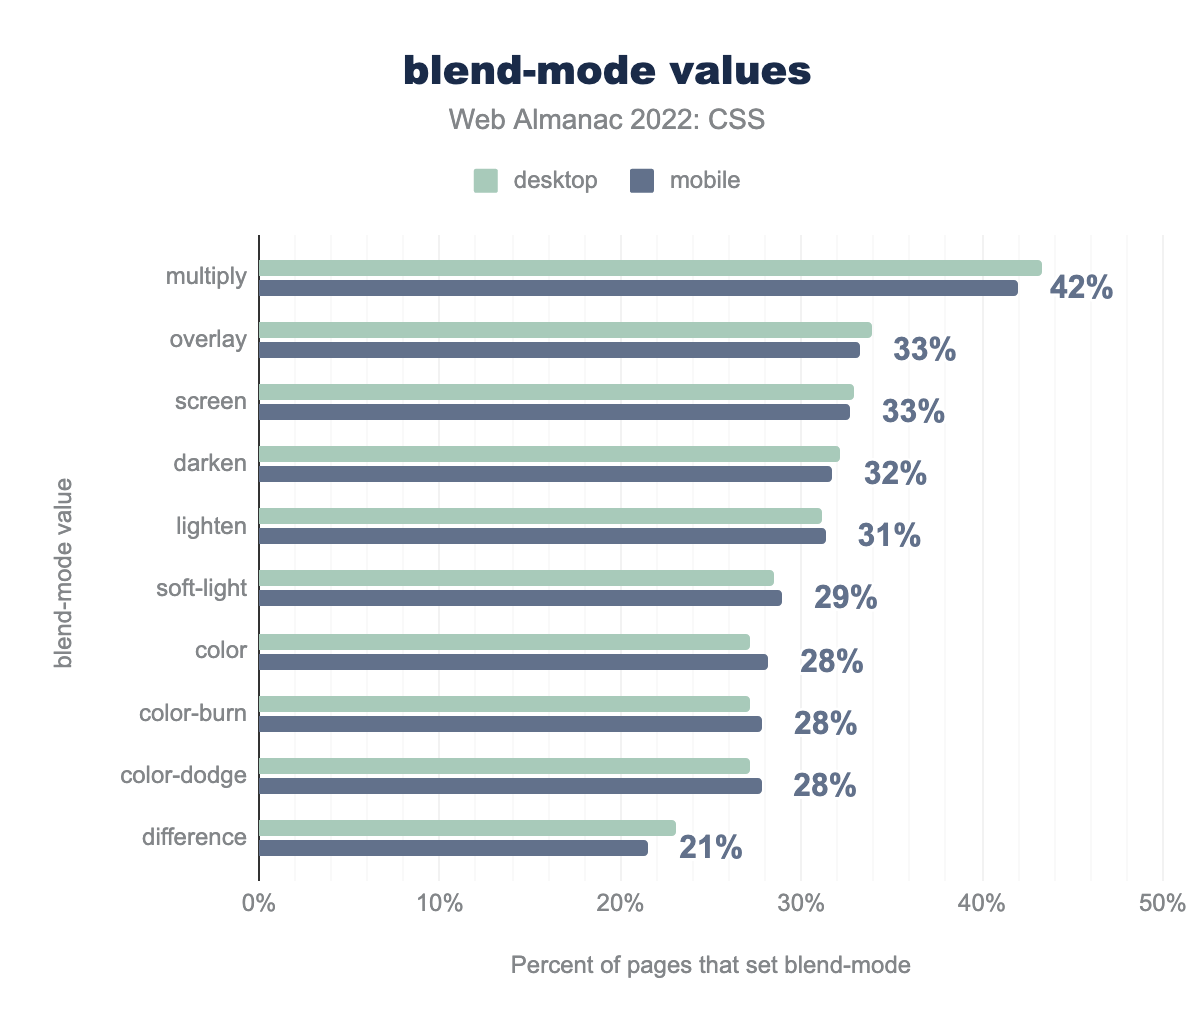 blend-mode values
Web Almanac 2022: CSS
desktop
mobile
blend-mode value
multiply
42%
overlay
33%
screen
33%
darken
32%
lighten
31%
soft-light
29%
color
28%
color-burn
28%
color-dodge
28%
difference
21%
0% 10% 20% 30% 40% 50%
Percent of pages that set blend-mode